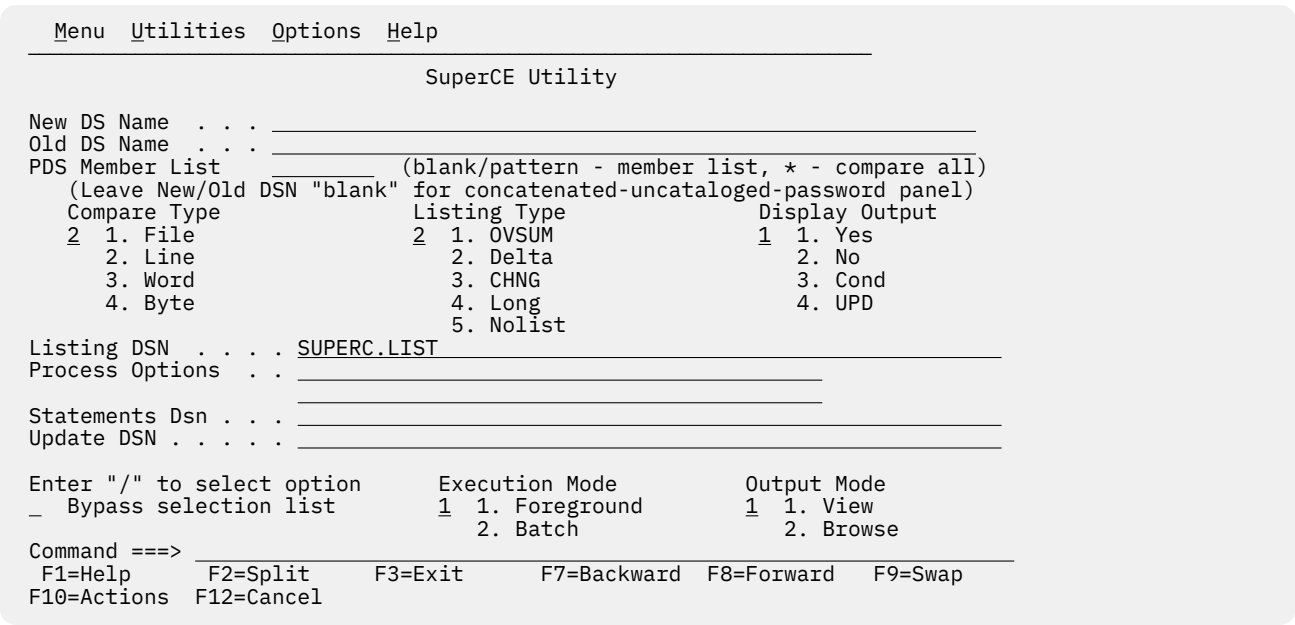 Menu  Utilities  Options  Help
SuperCE Utility
New DS Name  . . .
Old DS Name  . . .
PDS Member List    (blank/pattern - member list, * - compare all)
(Leave New/Old DSN "blank" for concatenated-uncataloged-password panel)
Compare Type    Listing Type    Display Output
2  1. File    2  1. OVSUM    1  1. Yes
2. Line    2. Delta    2. No
3. Word    3. CHNG    3. Cond
4. Byte    4. Long    4. UPD
5. Nolist
Listing DSN  . . . . SUPERC.LIST
Process Options  . .
Statements Dsn . . .
Update DSN . . . . .
Enter "/" to select option    Execution Mode    Output Mode
_  Bypass selection list    1  1. Foreground    1  1. View
2. Batch    2. Browse
Command ===>
F1=Help    F2=Split    F3=Exit    F7=Backward  F8=Forward   F9=Swap
F10=Actions  F12=Cancel